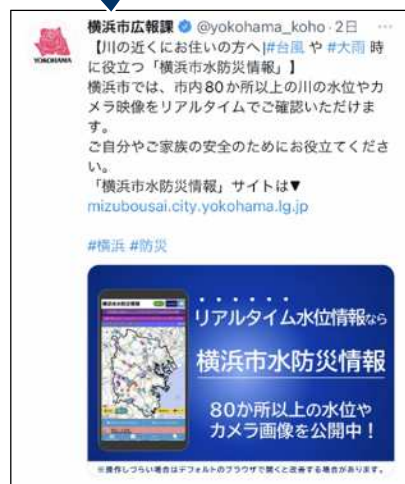 横浜市広報課 @yokohama_koho·2日 …
YOKOHAMA
【川の近くにお住いの方へ|#台風 や #大雨 時
に役立つ「横浜市水防災情報」】
横浜市では、市内80か所以上の川の水位やカ
メラ映像をリアルタイムでご確認いただけま
す。
ご自分やご家族の安全のためにお役立てくださ
い。
「横浜市水防災情報」サイトは▼
mizubousai.city.yokohama.lg.jp
#横浜 #防災
横浜市水防災情報
リアルタイム水位情報なら
横浜市水防災情報
80か所以上の水位や
カメラ画像を公開中！
※操作しづらい場合はデフォルトのブラウザで開くと改善する場合があります。